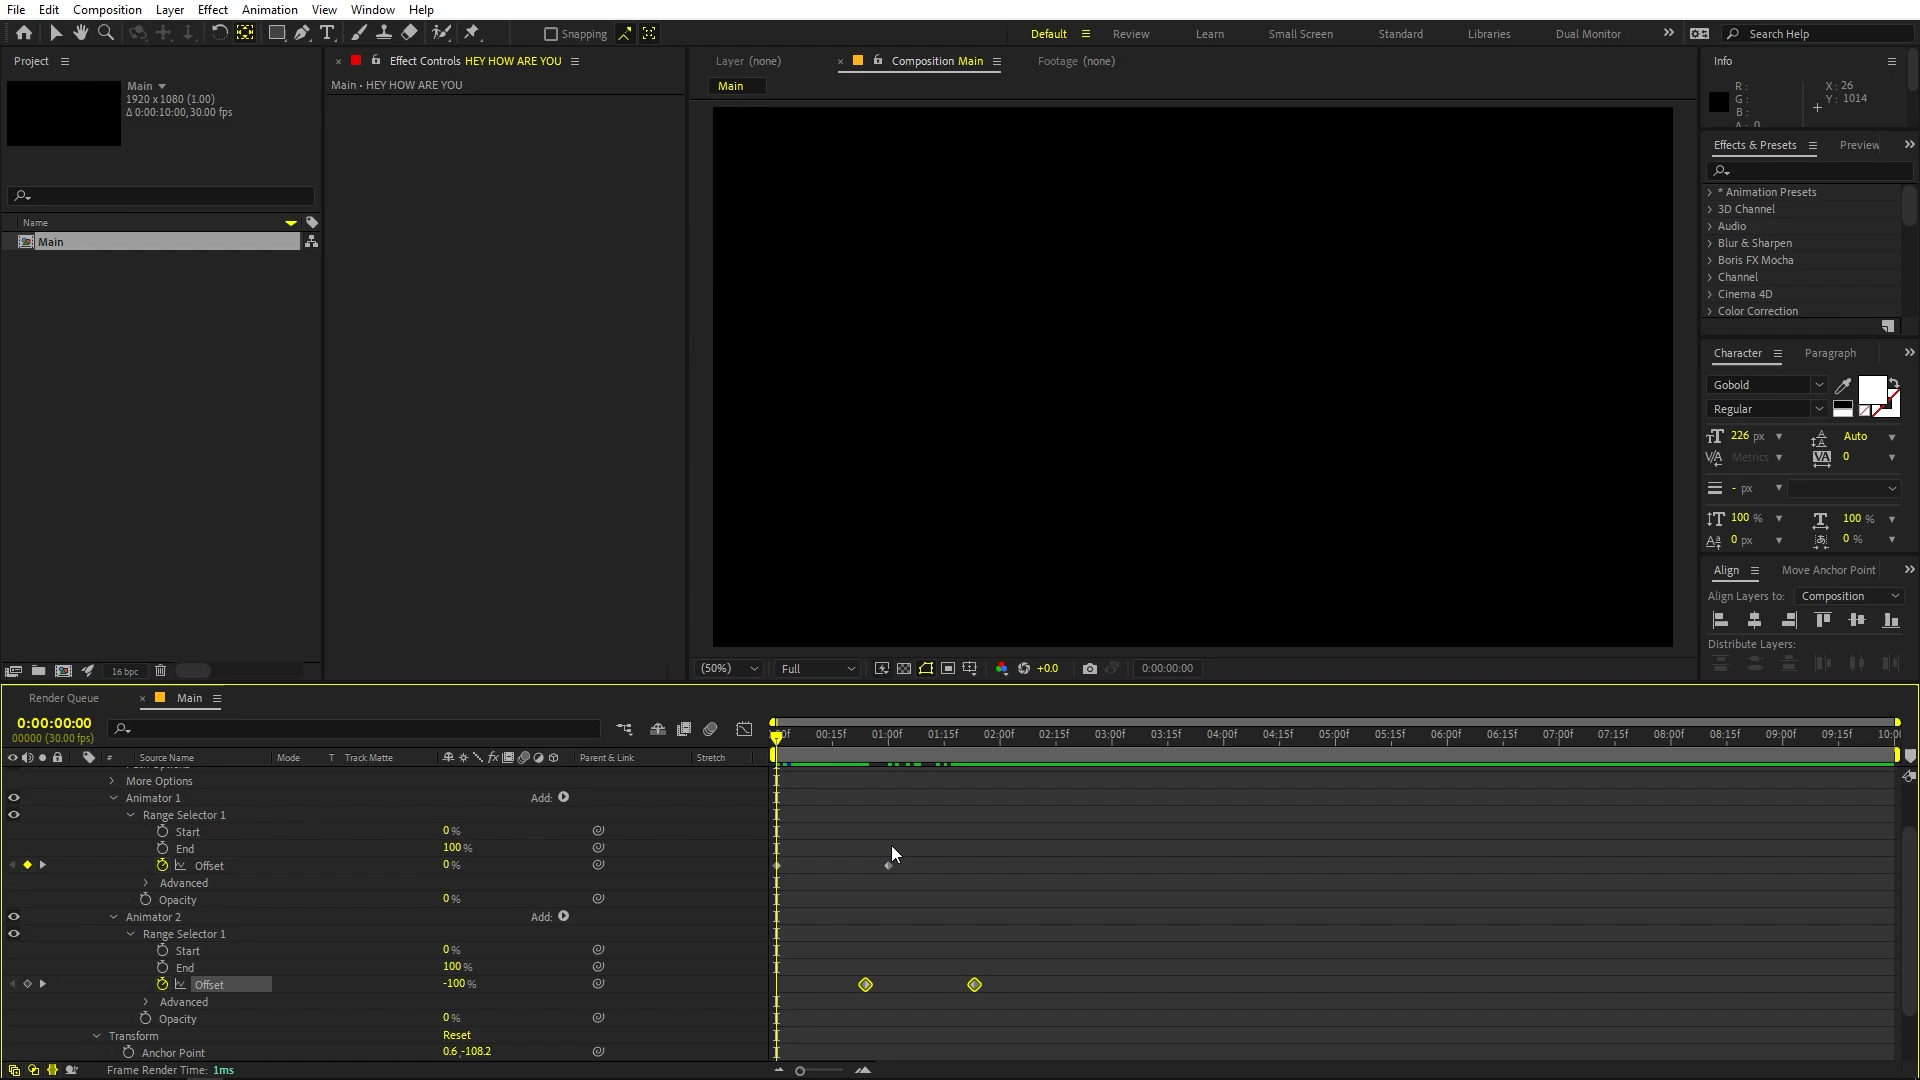 File Edit Composition Layer Effect Animation View Window Help
Snapping Default Review Learn Small Screen Standard Libraries Dual Monitor Search Help
Project
Main
1920 x 1080 (1.00)
Δ 0:00:10:00, 30.00 fps
Name
Main
16 bpc
Effect Controls HEY HOW ARE YOU
Main • HEY HOW ARE YOU
Layer (none) Composition Main Footage (none)
Main
(50%) Full +0.0 0:00:00:00
Info
R :
G :
B :
A : 0
X : 26
Y : 1014
Effects & Presets Preview
* Animation Presets
3D Channel
Audio
Blur & Sharpen
Boris FX Mocha
Channel
Cinema 4D
Color Correction
Character Paragraph
Gobold
Regular
226 px Auto
Metrics 0
- px
100 % 100 %
0 px 0 %
Align Move Anchor Point
Align Layers to: Composition
Distribute Layers:
Render Queue Main
0:00:00:00
00000 (30.00 fps)
# Source Name Mode T Track Matte Parent & Link Stretch
00:15f 01:00f 01:15f 02:00f 02:15f 03:00f 03:15f 04:00f 04:15f 05:00f 05:15f 06:00f 06:15f 07:00f 07:15f 08:00f 08:15f 09:00f 09:15f
More Options
Animator 1 Add:
Range Selector 1
Start 0 %
End 100 %
Offset 0 %
Advanced
Opacity 0 %
Animator 2 Add:
Range Selector 1
Start 0 %
End 100 %
Offset -100 %
Advanced
Opacity 0 %
Transform Reset
Anchor Point 0.6 ,-108.2
Frame Render Time: 1ms